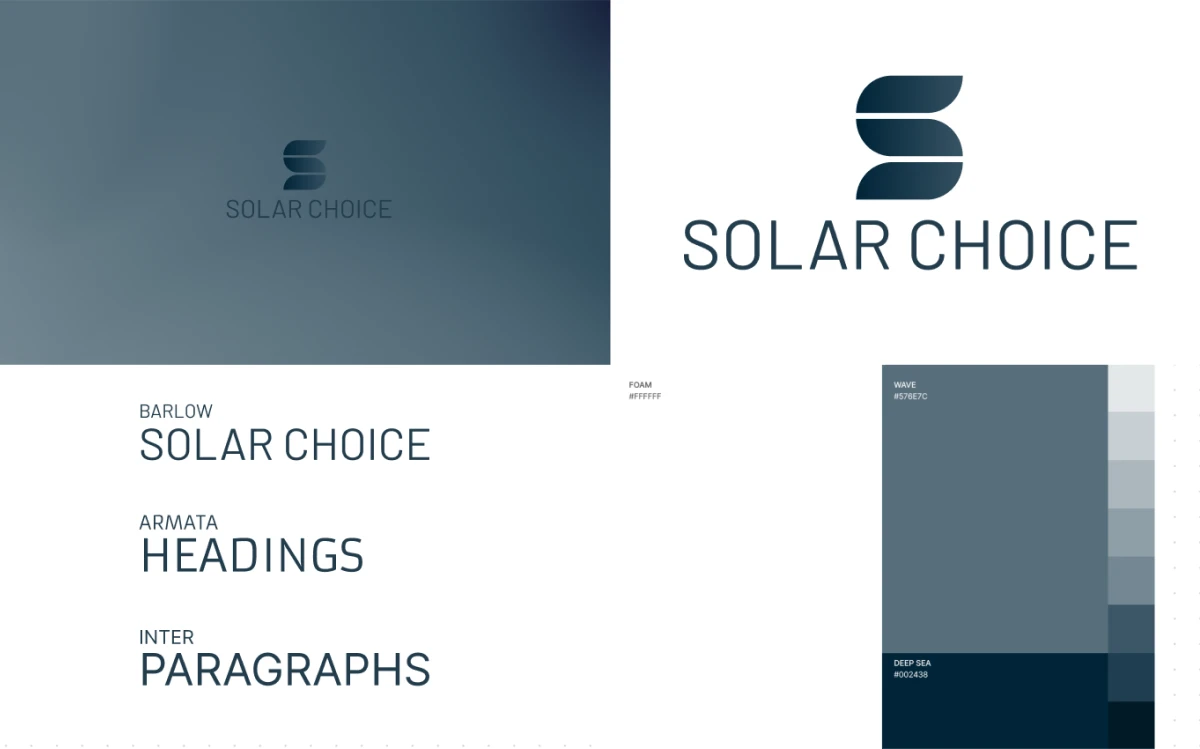 SOLAR CHOICE
SOLAR CHOICE
BARLOW
SOLAR CHOICE
ARMATA
HEADINGS
INTER
PARAGRAPHS
FOAM
#FFFFFF
WAVE
#576E7C
DEEP SEA
#002438